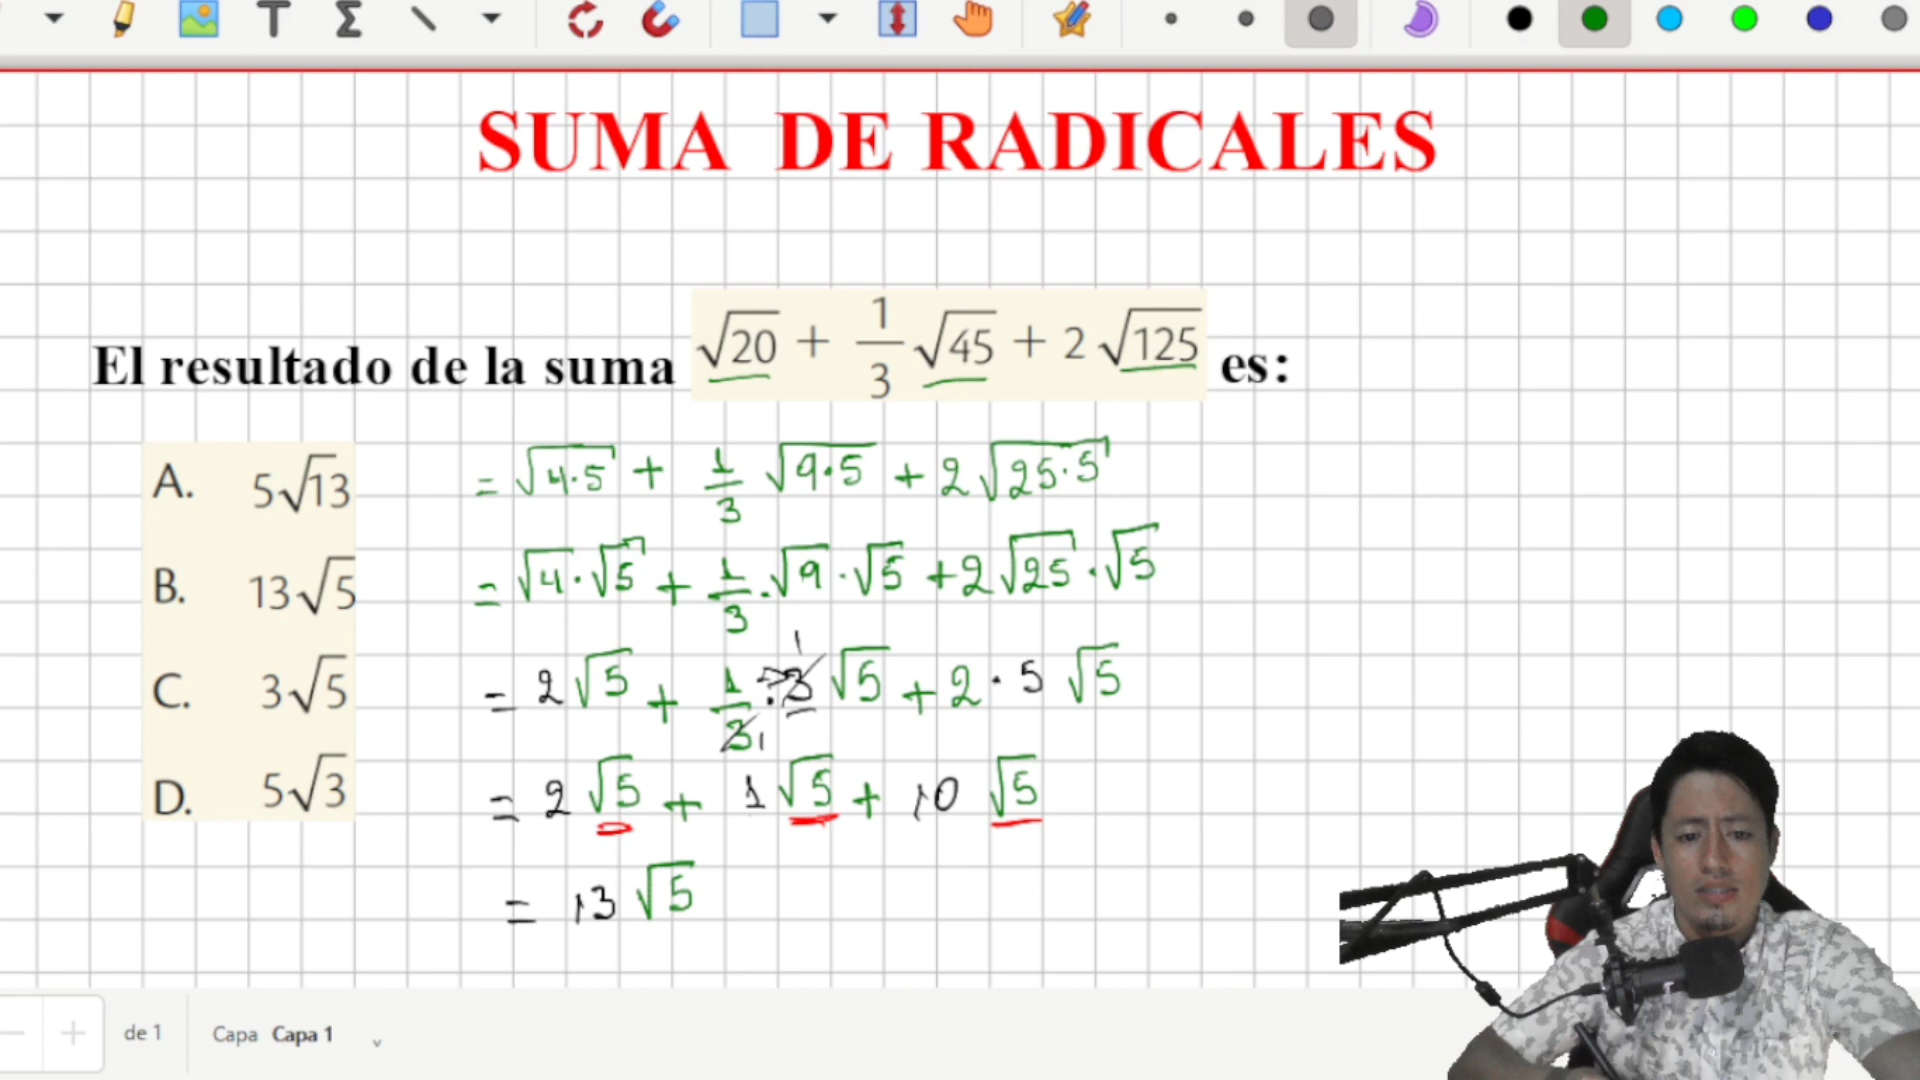 SUMA DE RADICALES
El resultado de la suma √20 + 1/3 √45 + 2 √125 es:
A. 5√13
B. 13√5
C. 3√5
D. 5√3
= √4·5 + 1/3 √9·5 + 2√25·5
= √4·√5 + 1/3·√9·√5 + 2√25·√5
= 2√5 + 1/3·3√5 + 2·5√5
= 2√5 + 1√5 + 10√5
= 13√5
de 1 Capa Capa 1